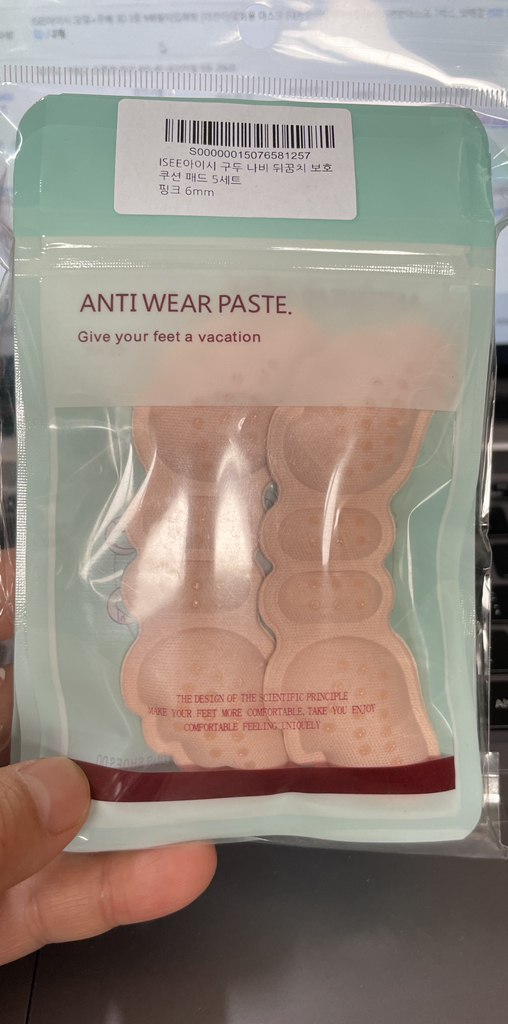 S00000015076581257
ISEE아이시 구두 나비 뒤꿈치 보호
쿠션 패드 5세트
핑크 6mm
ANTI WEAR PASTE.
Give your feet a vacation
THE DESIGN OF THE SCIENTIFIC PRINCIPLE
MAKE YOUR FEET MORE COMFORTABLE, TAKE YOU ENJOY
COMFORTABLE FEELING UNIQUELY